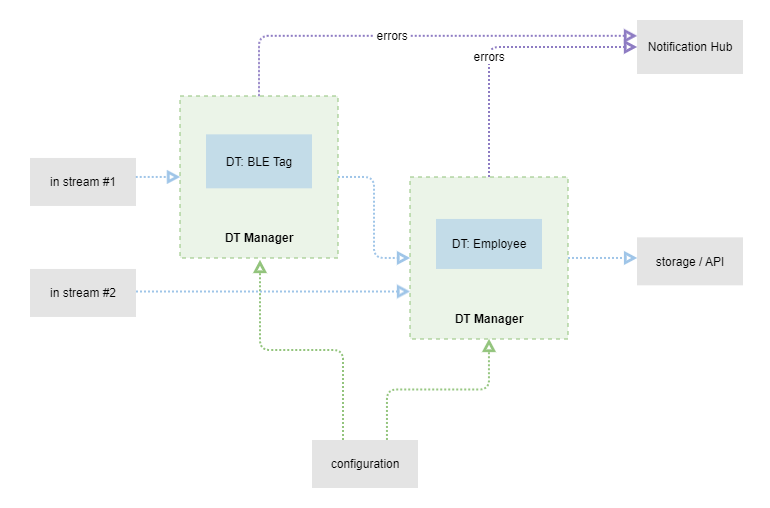 errors
Notification Hub
errors
DT: BLE Tag
in stream #1
DT Manager
DT: Employee
storage / API
in stream #2
DT Manager
configuration